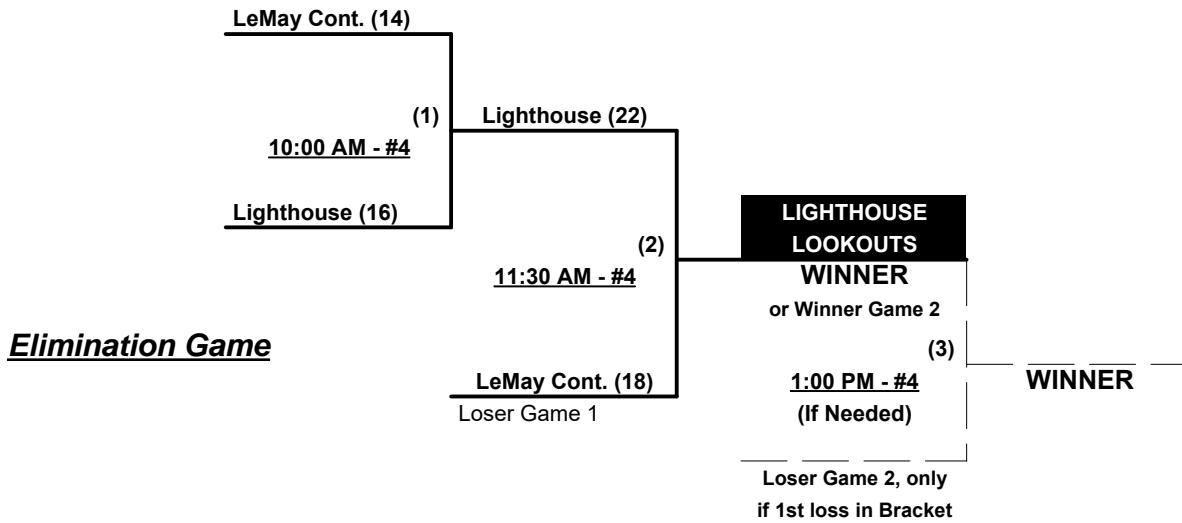 LeMay Cont. (14)
(1)
Lighthouse (22)
10:00 AM - #4
Lighthouse (16)
LIGHTHOUSE
LOOKOUTS
(2)
WINNER
11:30 AM - #4
or Winner Game 2
Elimination Game
(3)
LeMay Cont. (18)
1:00 PM - #4
WINNER
Loser Game 1
(If Needed)
Loser Game 2, only
if 1st loss in Bracket